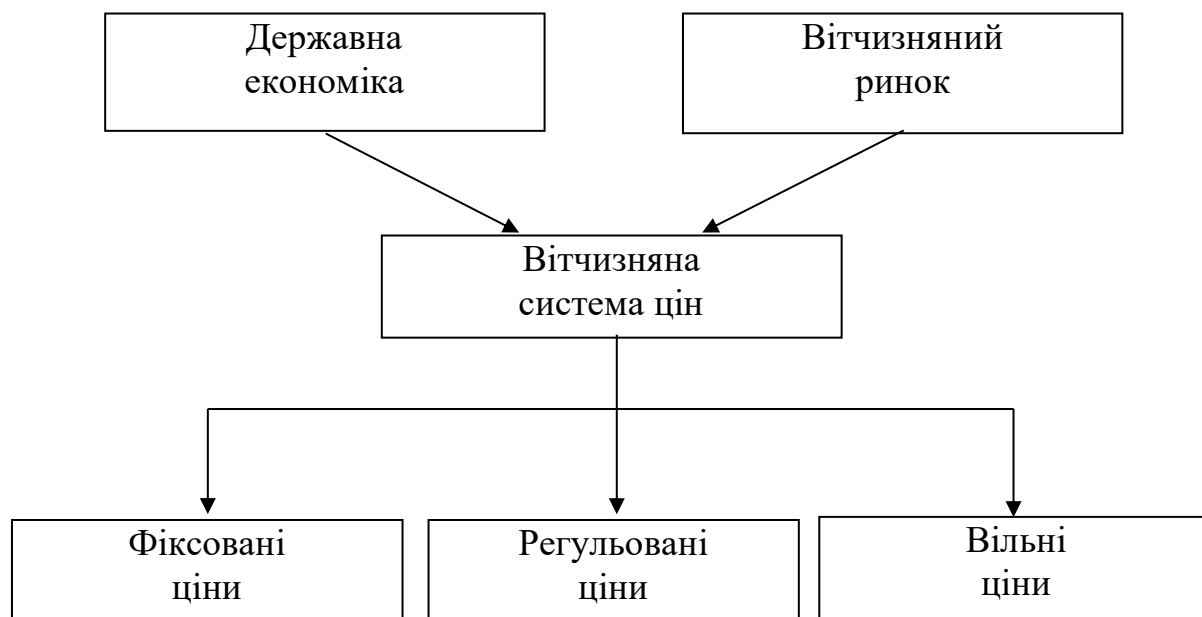 Державна
економіка
Вітчизняний
ринок
Вітчизняна
система цін
Фіксовані
ціни
Регульовані
ціни
Вільні
ціни